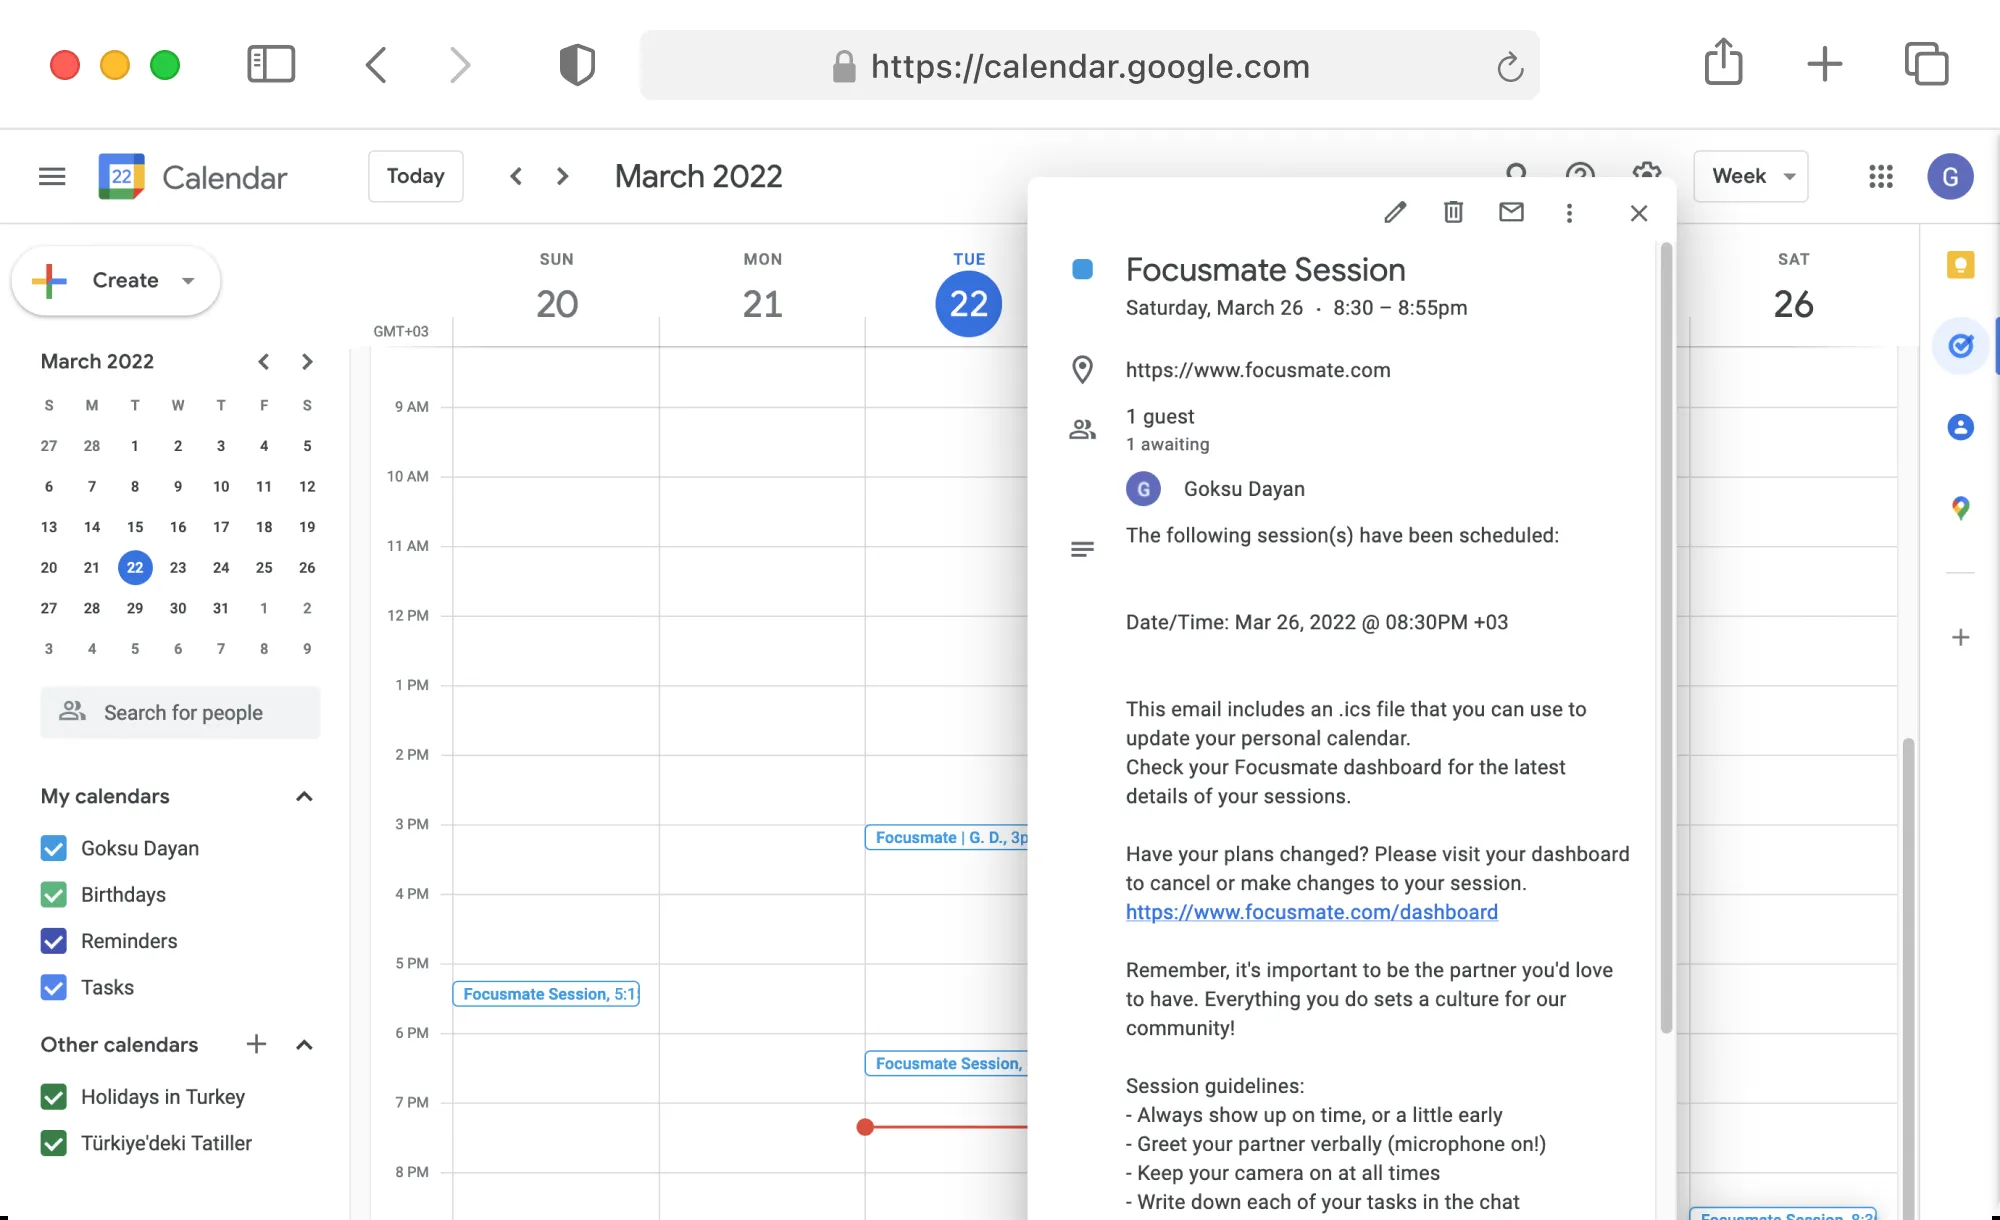 https://calendar.google.com
22
Calendar
Today
March 2022
Week
G
Create
SUN
20
MON
21
TUE
22
SAT
26
GMT+03
March 2022
S M T W T F S
27 28 1 2 3 4 5
6 7 8 9 10 11 12
13 14 15 16 17 18 19
20 21 22 23 24 25 26
27 28 29 30 31 1 2
3 4 5 6 7 8 9
Search for people
My calendars
Goksu Dayan
Birthdays
Reminders
Tasks
Other calendars
Holidays in Turkey
Türkiye'deki Tatiller
9 AM
10 AM
11 AM
12 PM
1 PM
2 PM
3 PM
4 PM
5 PM
6 PM
7 PM
8 PM
Focusmate Session, 5:1
Focusmate | G. D., 3p
Focusmate Session,
Focusmate Session
Saturday, March 26 · 8:30 – 8:55pm
https://www.focusmate.com
1 guest
1 awaiting
G
Goksu Dayan
The following session(s) have been scheduled:
Date/Time: Mar 26, 2022 @ 08:30PM +03
This email includes an .ics file that you can use to
update your personal calendar.
Check your Focusmate dashboard for the latest
details of your sessions.
Have your plans changed? Please visit your dashboard
to cancel or make changes to your session.
https://www.focusmate.com/dashboard
Remember, it's important to be the partner you'd love
to have. Everything you do sets a culture for our
community!
Session guidelines:
- Always show up on time, or a little early
- Greet your partner verbally (microphone on!)
- Keep your camera on at all times
- Write down each of your tasks in the chat
Focusmate Session, 8:3